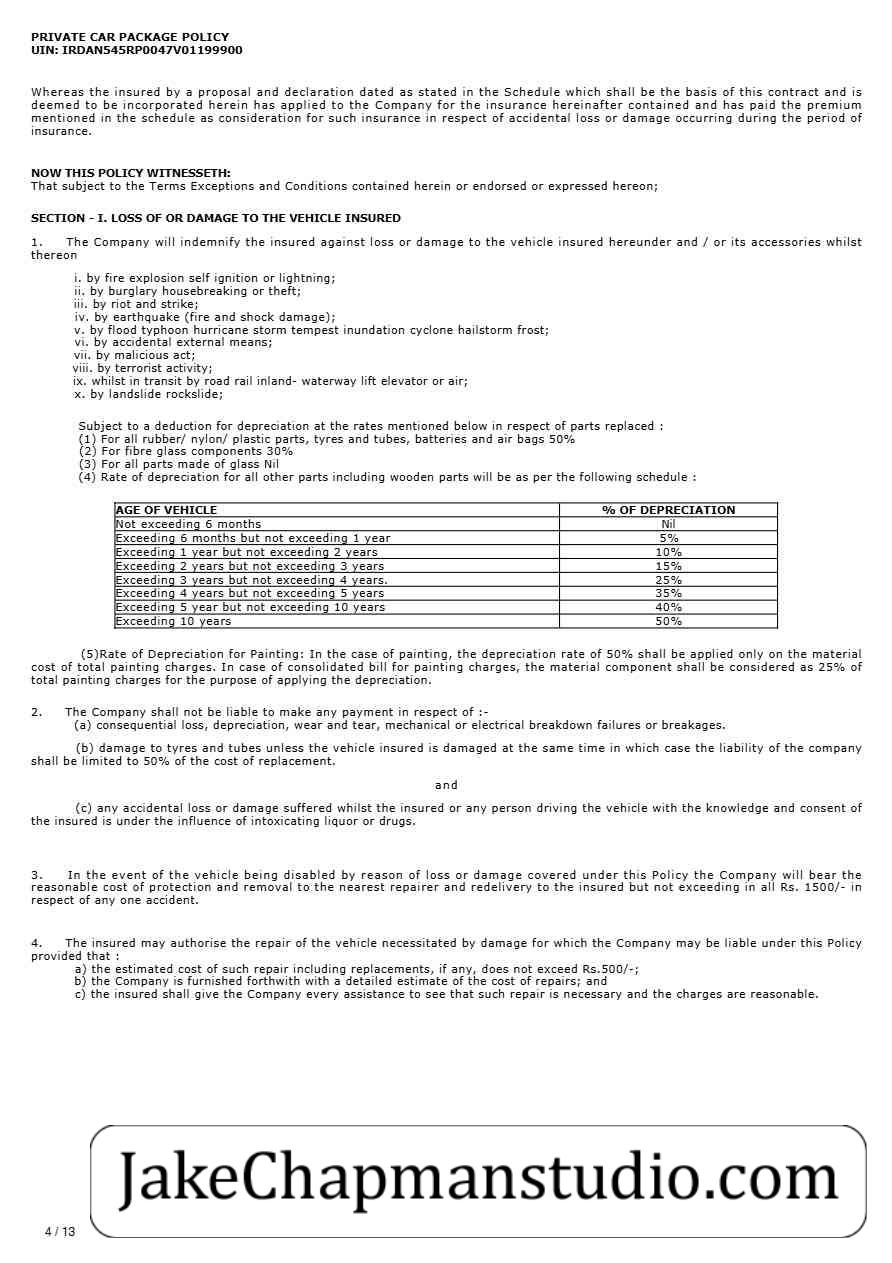 PRIVATE CAR PACKAGE POLICY
UIN: IRDAN545RP0047V01199900
Whereas the insured by a proposal and declaration dated as stated in the Schedule which shall be the basis of this contract and is
deemed to be incorporated herein has applied to the Company for the insurance hereinafter contained and has paid the premium
mentioned in the schedule as consideration for such insurance in respect of accidental loss or damage occurring during the period of
insurance.
NOW THIS POLICY WITNESSETH:
That subject to the Terms Exceptions and Conditions contained herein or endorsed or expressed hereon;
SECTION - I. LOSS OF OR DAMAGE TO THE VEHICLE INSURED
1. The Company will indemnify the insured against loss or damage to the vehicle insured hereunder and / or its accessories whilst
thereon
i. by fire explosion self ignition or lightning;
ii. by burglary housebreaking or theft;
iii. by riot and strike;
iv. by earthquake (fire and shock damage);
v. by flood typhoon hurricane storm tempest inundation cyclone hailstorm frost;
vi. by accidental external means;
vii. by malicious act;
viii. by terrorist activity;
ix. whilst in transit by road rail inland- waterway lift elevator or air;
x. by landslide rockslide;
Subject to a deduction for depreciation at the rates mentioned below in respect of parts replaced :
(1) For all rubber/ nylon/ plastic parts, tyres and tubes, batteries and air bags 50%
(2) For fibre glass components 30%
(3) For all parts made of glass Nil
(4) Rate of depreciation for all other parts including wooden parts will be as per the following schedule :
AGE OF VEHICLE % OF DEPRECIATION
Not exceeding 6 months Nil
Exceeding 6 months but not exceeding 1 year 5%
Exceeding 1 year but not exceeding 2 years 10%
Exceeding 2 years but not exceeding 3 years 15%
Exceeding 3 years but not exceeding 4 years. 25%
Exceeding 4 years but not exceeding 5 years 35%
Exceeding 5 year but not exceeding 10 years 40%
Exceeding 10 years 50%
(5)Rate of Depreciation for Painting: In the case of painting, the depreciation rate of 50% shall be applied only on the material
cost of total painting charges. In case of consolidated bill for painting charges, the material component shall be considered as 25% of
total painting charges for the purpose of applying the depreciation.
2. The Company shall not be liable to make any payment in respect of :-
(a) consequential loss, depreciation, wear and tear, mechanical or electrical breakdown failures or breakages.
(b) damage to tyres and tubes unless the vehicle insured is damaged at the same time in which case the liability of the company
shall be limited to 50% of the cost of replacement.
and
(c) any accidental loss or damage suffered whilst the insured or any person driving the vehicle with the knowledge and consent of
the insured is under the influence of intoxicating liquor or drugs.
3. In the event of the vehicle being disabled by reason of loss or damage covered under this Policy the Company will bear the
reasonable cost of protection and removal to the nearest repairer and redelivery to the insured but not exceeding in all Rs. 1500/- in
respect of any one accident.
4. The insured may authorise the repair of the vehicle necessitated by damage for which the Company may be liable under this Policy
provided that :
a) the estimated cost of such repair including replacements, if any, does not exceed Rs.500/-;
b) the Company is furnished forthwith with a detailed estimate of the cost of repairs; and
c) the insured shall give the Company every assistance to see that such repair is necessary and the charges are reasonable.
JakeChapmanstudio.com
4 / 13